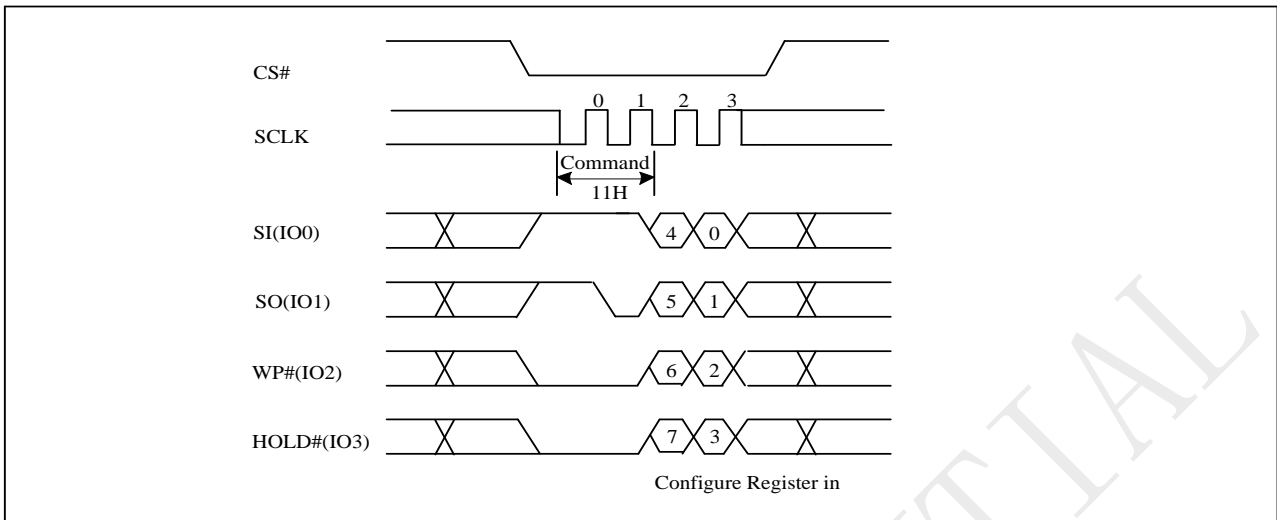 CS#
0 1 2 3
SCLK
Command
11H
SI(IO0) 4 0
SO(IO1) 5 1
WP#(IO2) 6 2
HOLD#(IO3) 7 3
Configure Register in
TIAL